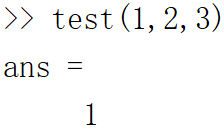 >> test(1,2,3)
ans =
1